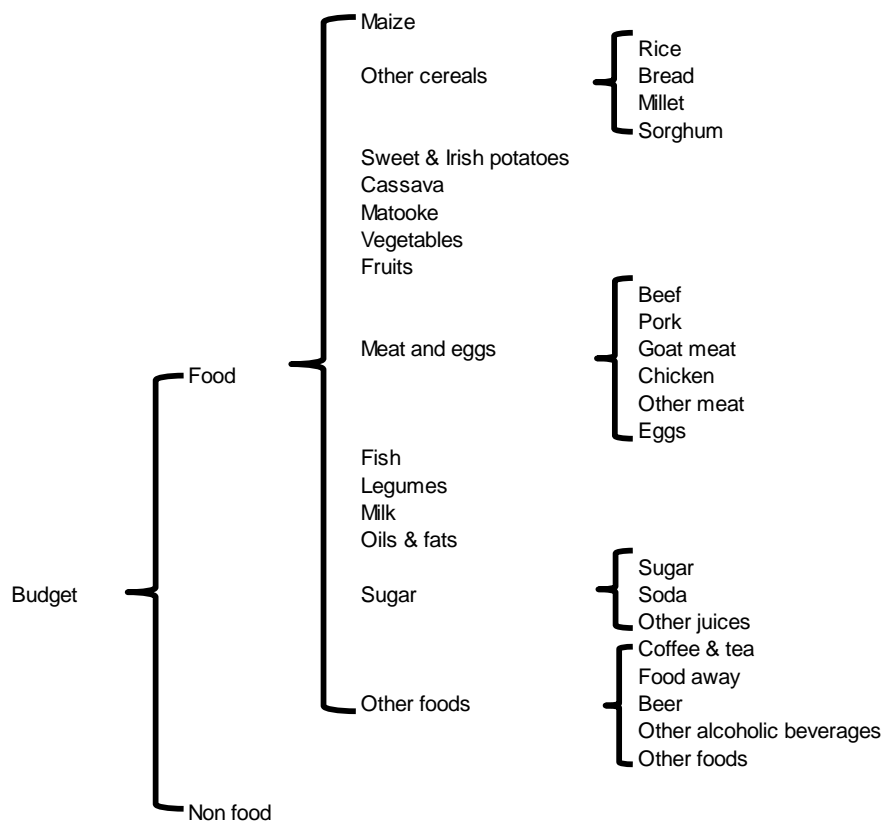 Maize
Other cereals
Rice
Bread
Millet
Sorghum
Sweet & Irish potatoes
Cassava
Matooke
Vegetables
Fruits
Meat and eggs
Beef
Pork
Goat meat
Chicken
Other meat
Eggs
Food
Fish
Legumes
Milk
Oils & fats
Budget
Sugar
Sugar
Soda
Other juices
Other foods
Coffee & tea
Food away
Beer
Other alcoholic beverages
Other foods
Non food